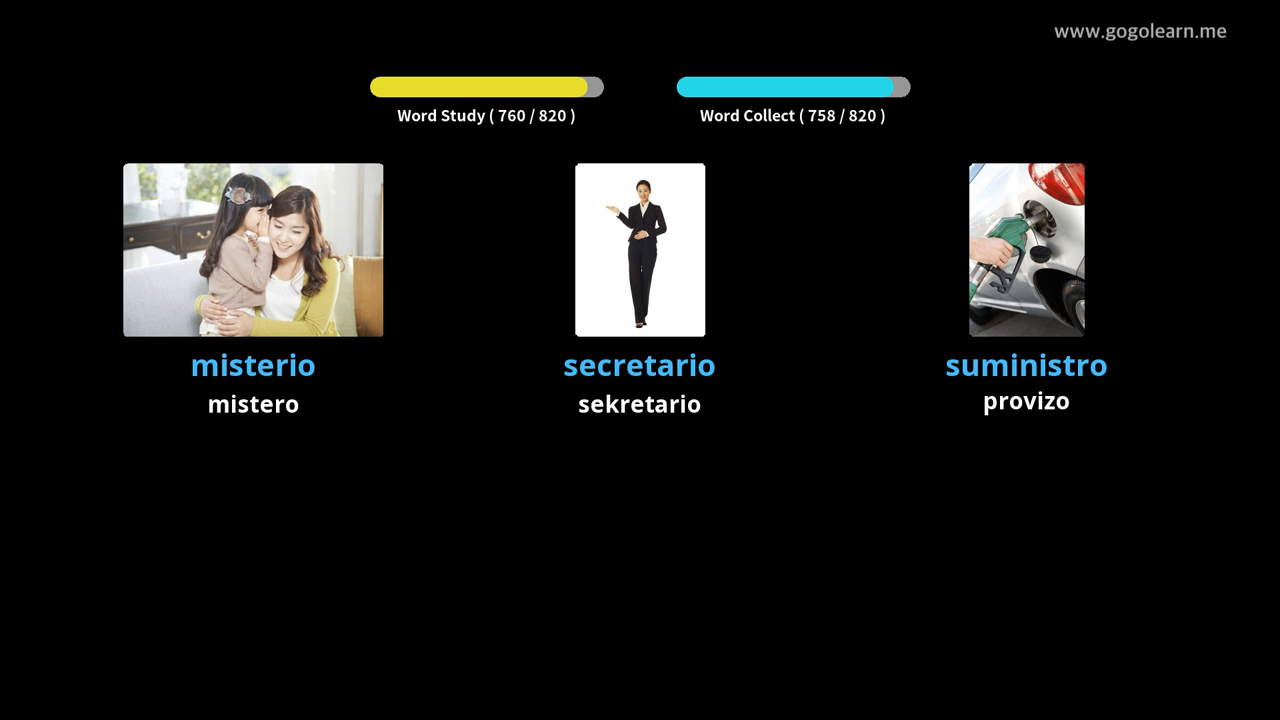 www.gogolearn.me
Word Study ( 760 / 820 )
Word Collect ( 758 / 820 )
misterio
mistero
secretario
sekretario
suministro
provizo